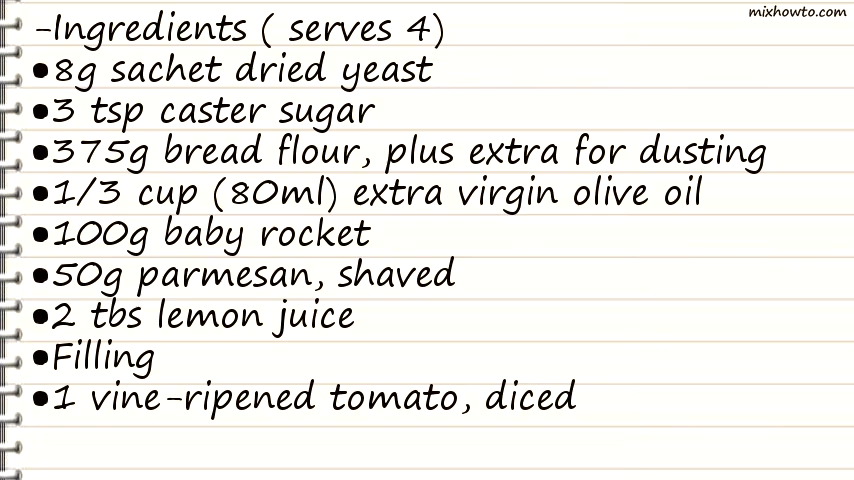 mixhowto.com
-Ingredients ( serves 4)
●8g sachet dried yeast
●3 tsp caster sugar
●375g bread flour, plus extra for dusting
●1/3 cup (80ml) extra virgin olive oil
●100g baby rocket
●50g parmesan, shaved
●2 tbs lemon juice
●Filling
●1 vine-ripened tomato, diced